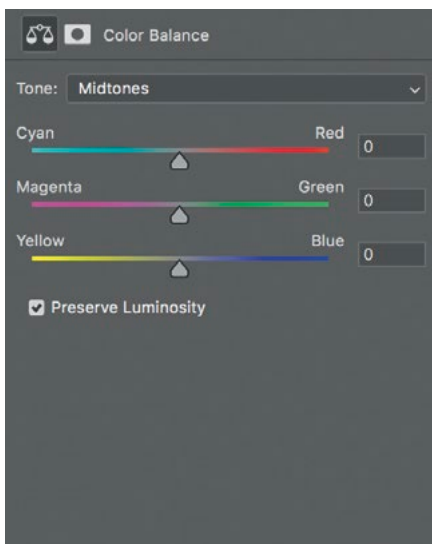 Color Balance
Tone: Midtones
Cyan Red 0
Magenta Green 0
Yellow Blue 0
Preserve Luminosity